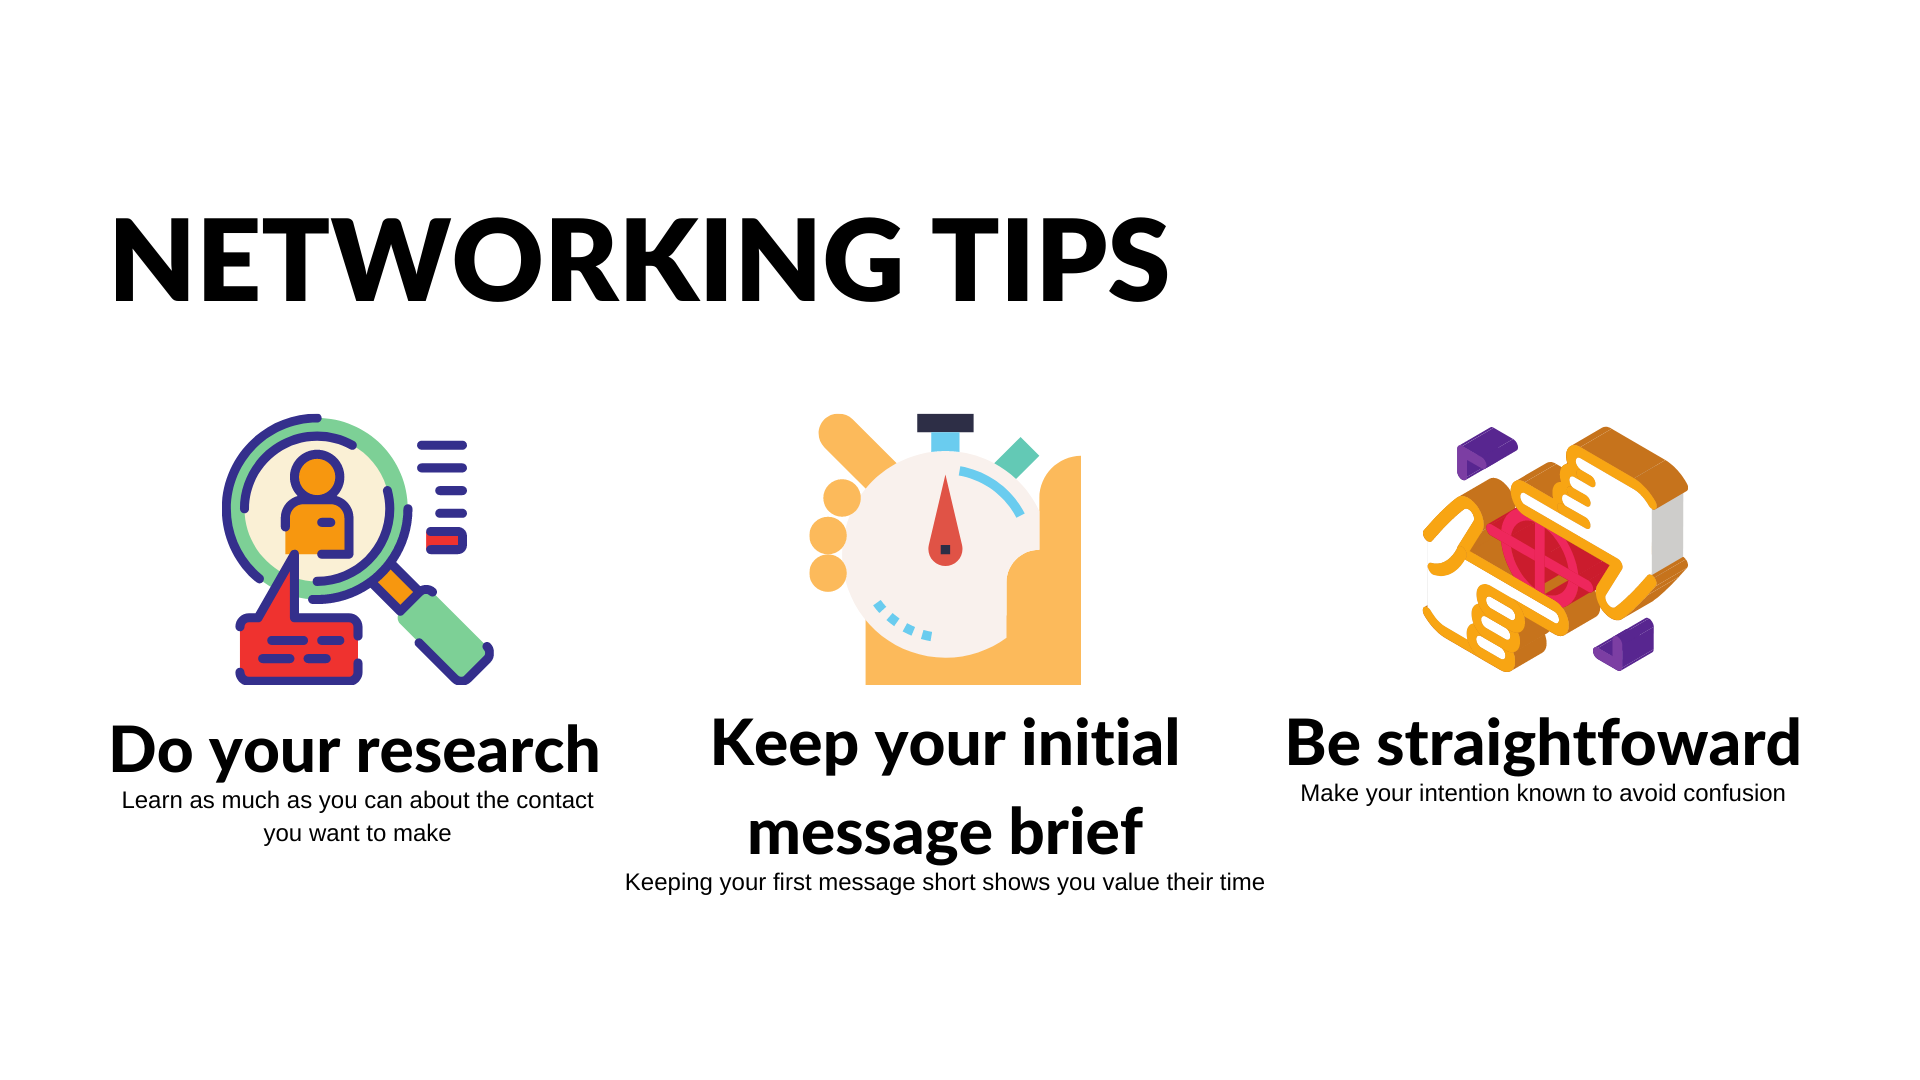 NETWORKING TIPS
Do your research
Learn as much as you can about the contact
you want to make
Keep your initial
message brief
Keeping your first message short shows you value their time
Be straightfoward
Make your intention known to avoid confusion